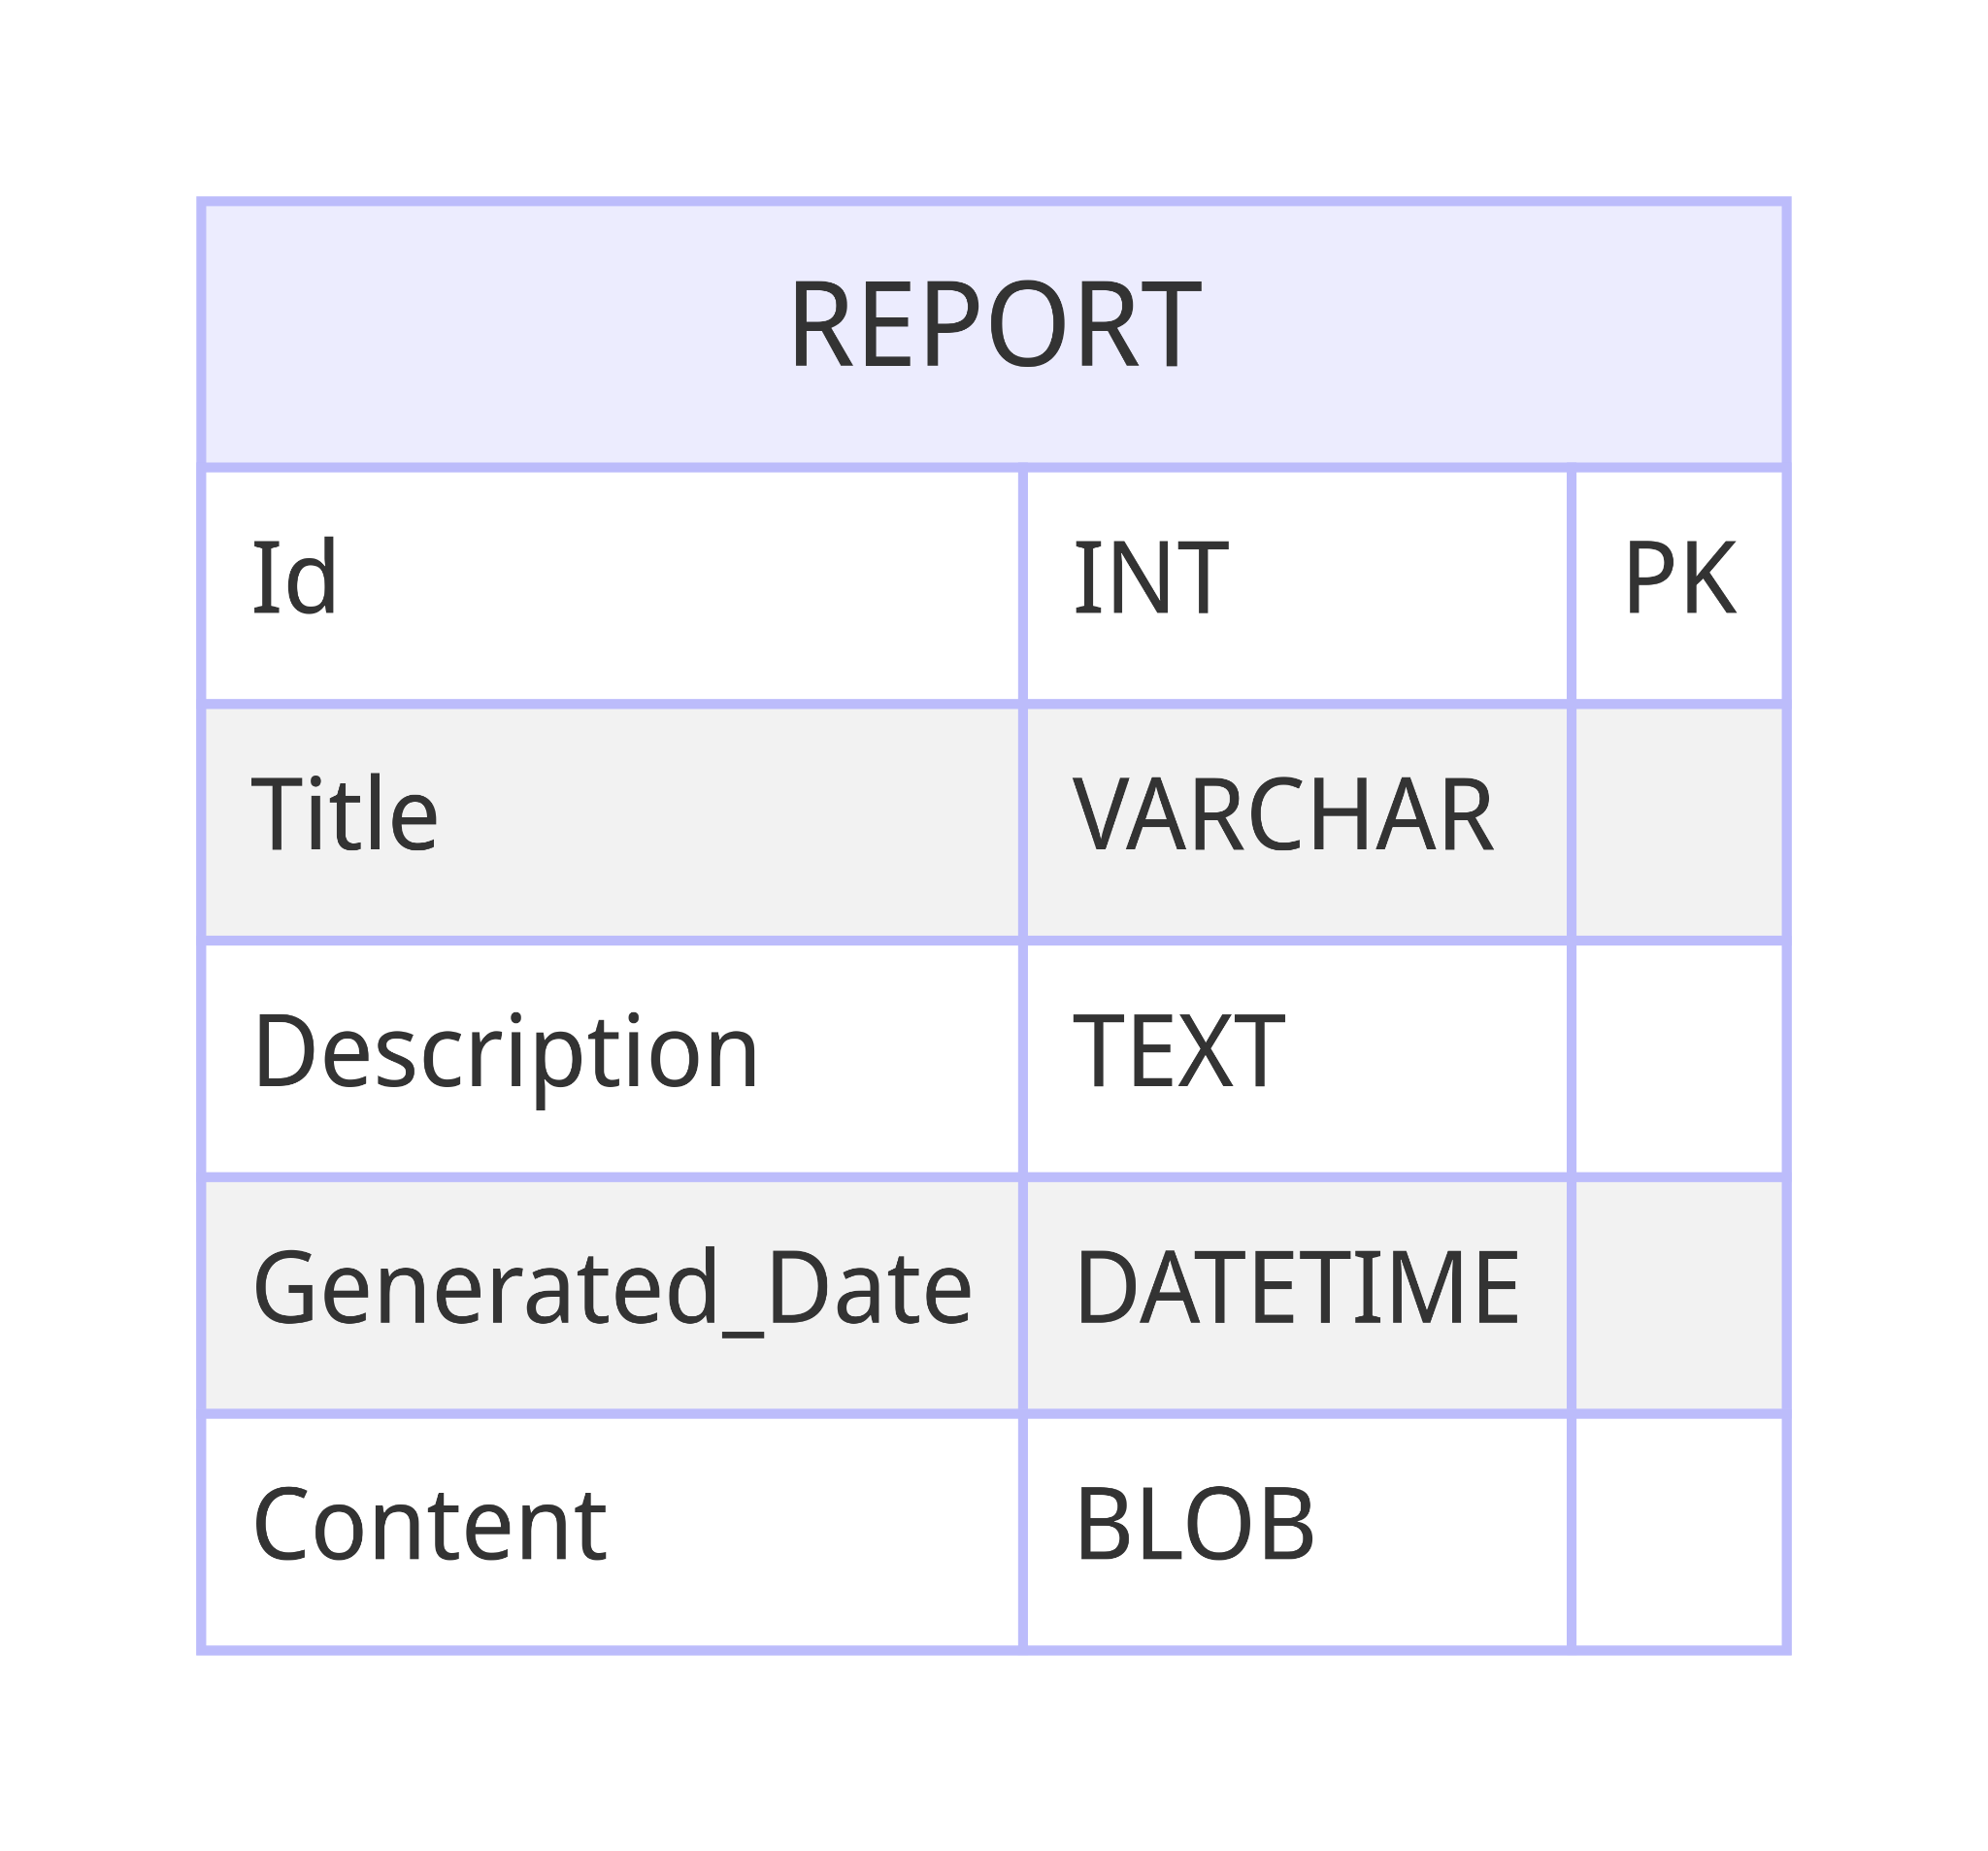 REPORT
Id INT PK
Title VARCHAR
Description TEXT
Generated_Date DATETIME
Content BLOB